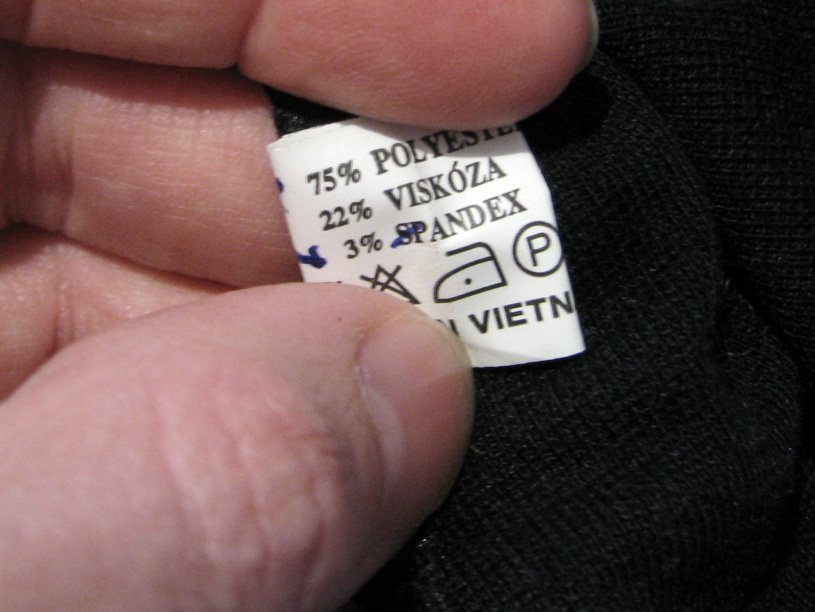 75% POLYESTE
22% VISKÓZA
3% SPANDEX
P
N VIETN